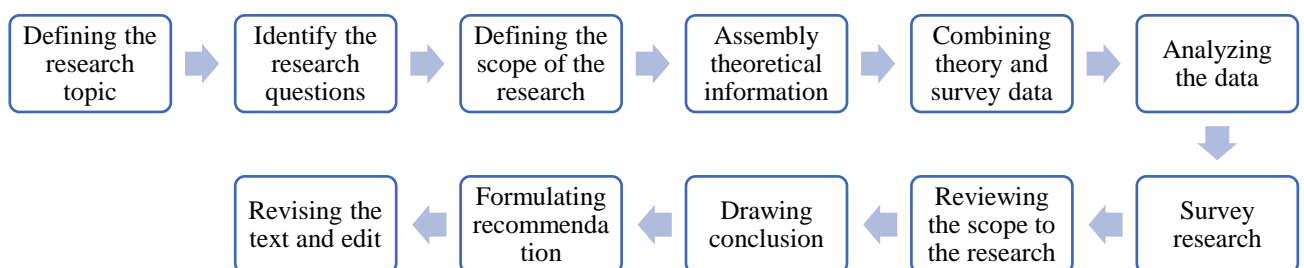 Defining the
research
topic
Identify the
research
questions
Defining the
scope of the
research
Assembly
theoretical
information
Combining
theory and
survey data
Analyzing
the data
Survey
research
Reviewing
the scope to
the research
Drawing
conclusion
Formulating
recommenda
tion
Revising the
text and edit